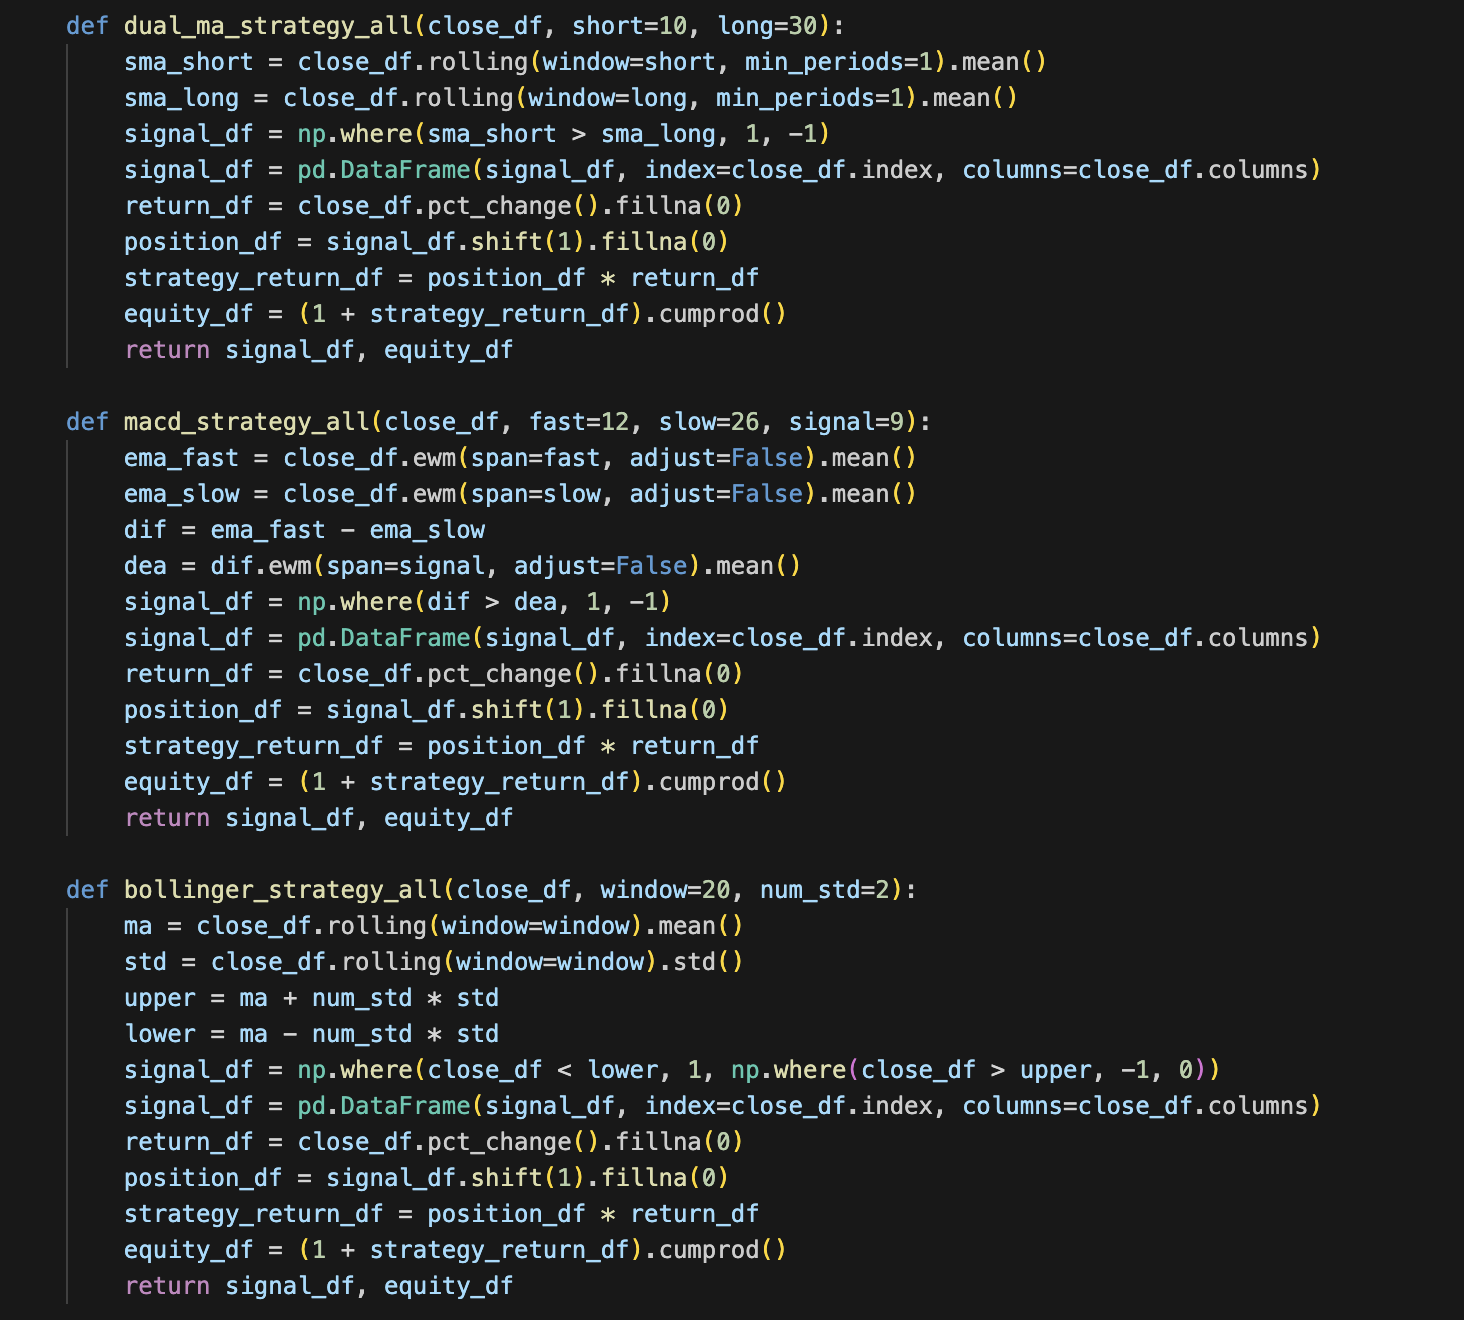 def dual_ma_strategy_all(close_df, short=10, long=30):
    sma_short = close_df.rolling(window=short, min_periods=1).mean()
    sma_long = close_df.rolling(window=long, min_periods=1).mean()
    signal_df = np.where(sma_short > sma_long, 1, -1)
    signal_df = pd.DataFrame(signal_df, index=close_df.index, columns=close_df.columns)
    return_df = close_df.pct_change().fillna(0)
    position_df = signal_df.shift(1).fillna(0)
    strategy_return_df = position_df * return_df
    equity_df = (1 + strategy_return_df).cumprod()
    return signal_df, equity_df

def macd_strategy_all(close_df, fast=12, slow=26, signal=9):
    ema_fast = close_df.ewm(span=fast, adjust=False).mean()
    ema_slow = close_df.ewm(span=slow, adjust=False).mean()
    dif = ema_fast - ema_slow
    dea = dif.ewm(span=signal, adjust=False).mean()
    signal_df = np.where(dif > dea, 1, -1)
    signal_df = pd.DataFrame(signal_df, index=close_df.index, columns=close_df.columns)
    return_df = close_df.pct_change().fillna(0)
    position_df = signal_df.shift(1).fillna(0)
    strategy_return_df = position_df * return_df
    equity_df = (1 + strategy_return_df).cumprod()
    return signal_df, equity_df

def bollinger_strategy_all(close_df, window=20, num_std=2):
    ma = close_df.rolling(window=window).mean()
    std = close_df.rolling(window=window).std()
    upper = ma + num_std * std
    lower = ma - num_std * std
    signal_df = np.where(close_df < lower, 1, np.where(close_df > upper, -1, 0))
    signal_df = pd.DataFrame(signal_df, index=close_df.index, columns=close_df.columns)
    return_df = close_df.pct_change().fillna(0)
    position_df = signal_df.shift(1).fillna(0)
    strategy_return_df = position_df * return_df
    equity_df = (1 + strategy_return_df).cumprod()
    return signal_df, equity_df